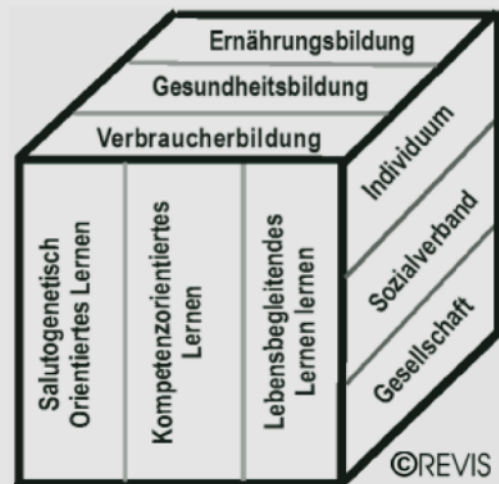 Ernährungsbildung
Gesundheitsbildung
Verbraucherbildung
Salutogenetisch
Orientiertes Lernen
Kompetenzorientiertes
Lernen
Lebensbegleitendes
Lernen lernen
Individuum
Sozialverband
Gesellschaft
©REVIS